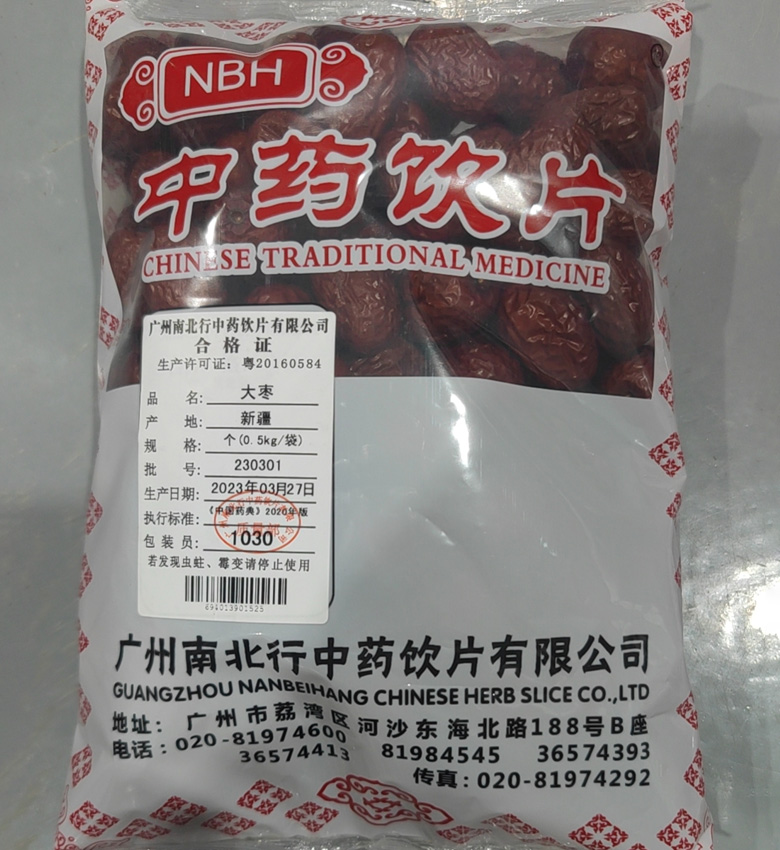 NBH
中药饮片
CHINESE TRADITIONAL MEDICINE
广州南北行中药饮片有限公司
合格证
生产许可证：粤20160584
品名：大枣
产地：新疆
规格：个(0.5kg/袋)
批号：230301
生产日期：2023年03月27日
执行标准：《中国药典》2020年版
质量部
包装员：1030
若发现虫蛀、霉变请停止使用
694013901525
广州南北行中药饮片有限公司
GUANGZHOU NANBEIHANG CHINESE HERB SLICE CO.,LTD
地址：广州市荔湾区河沙东海北路188号B座
电话：020-81974600 81984545 36574393
36574413
传真：020-81974292